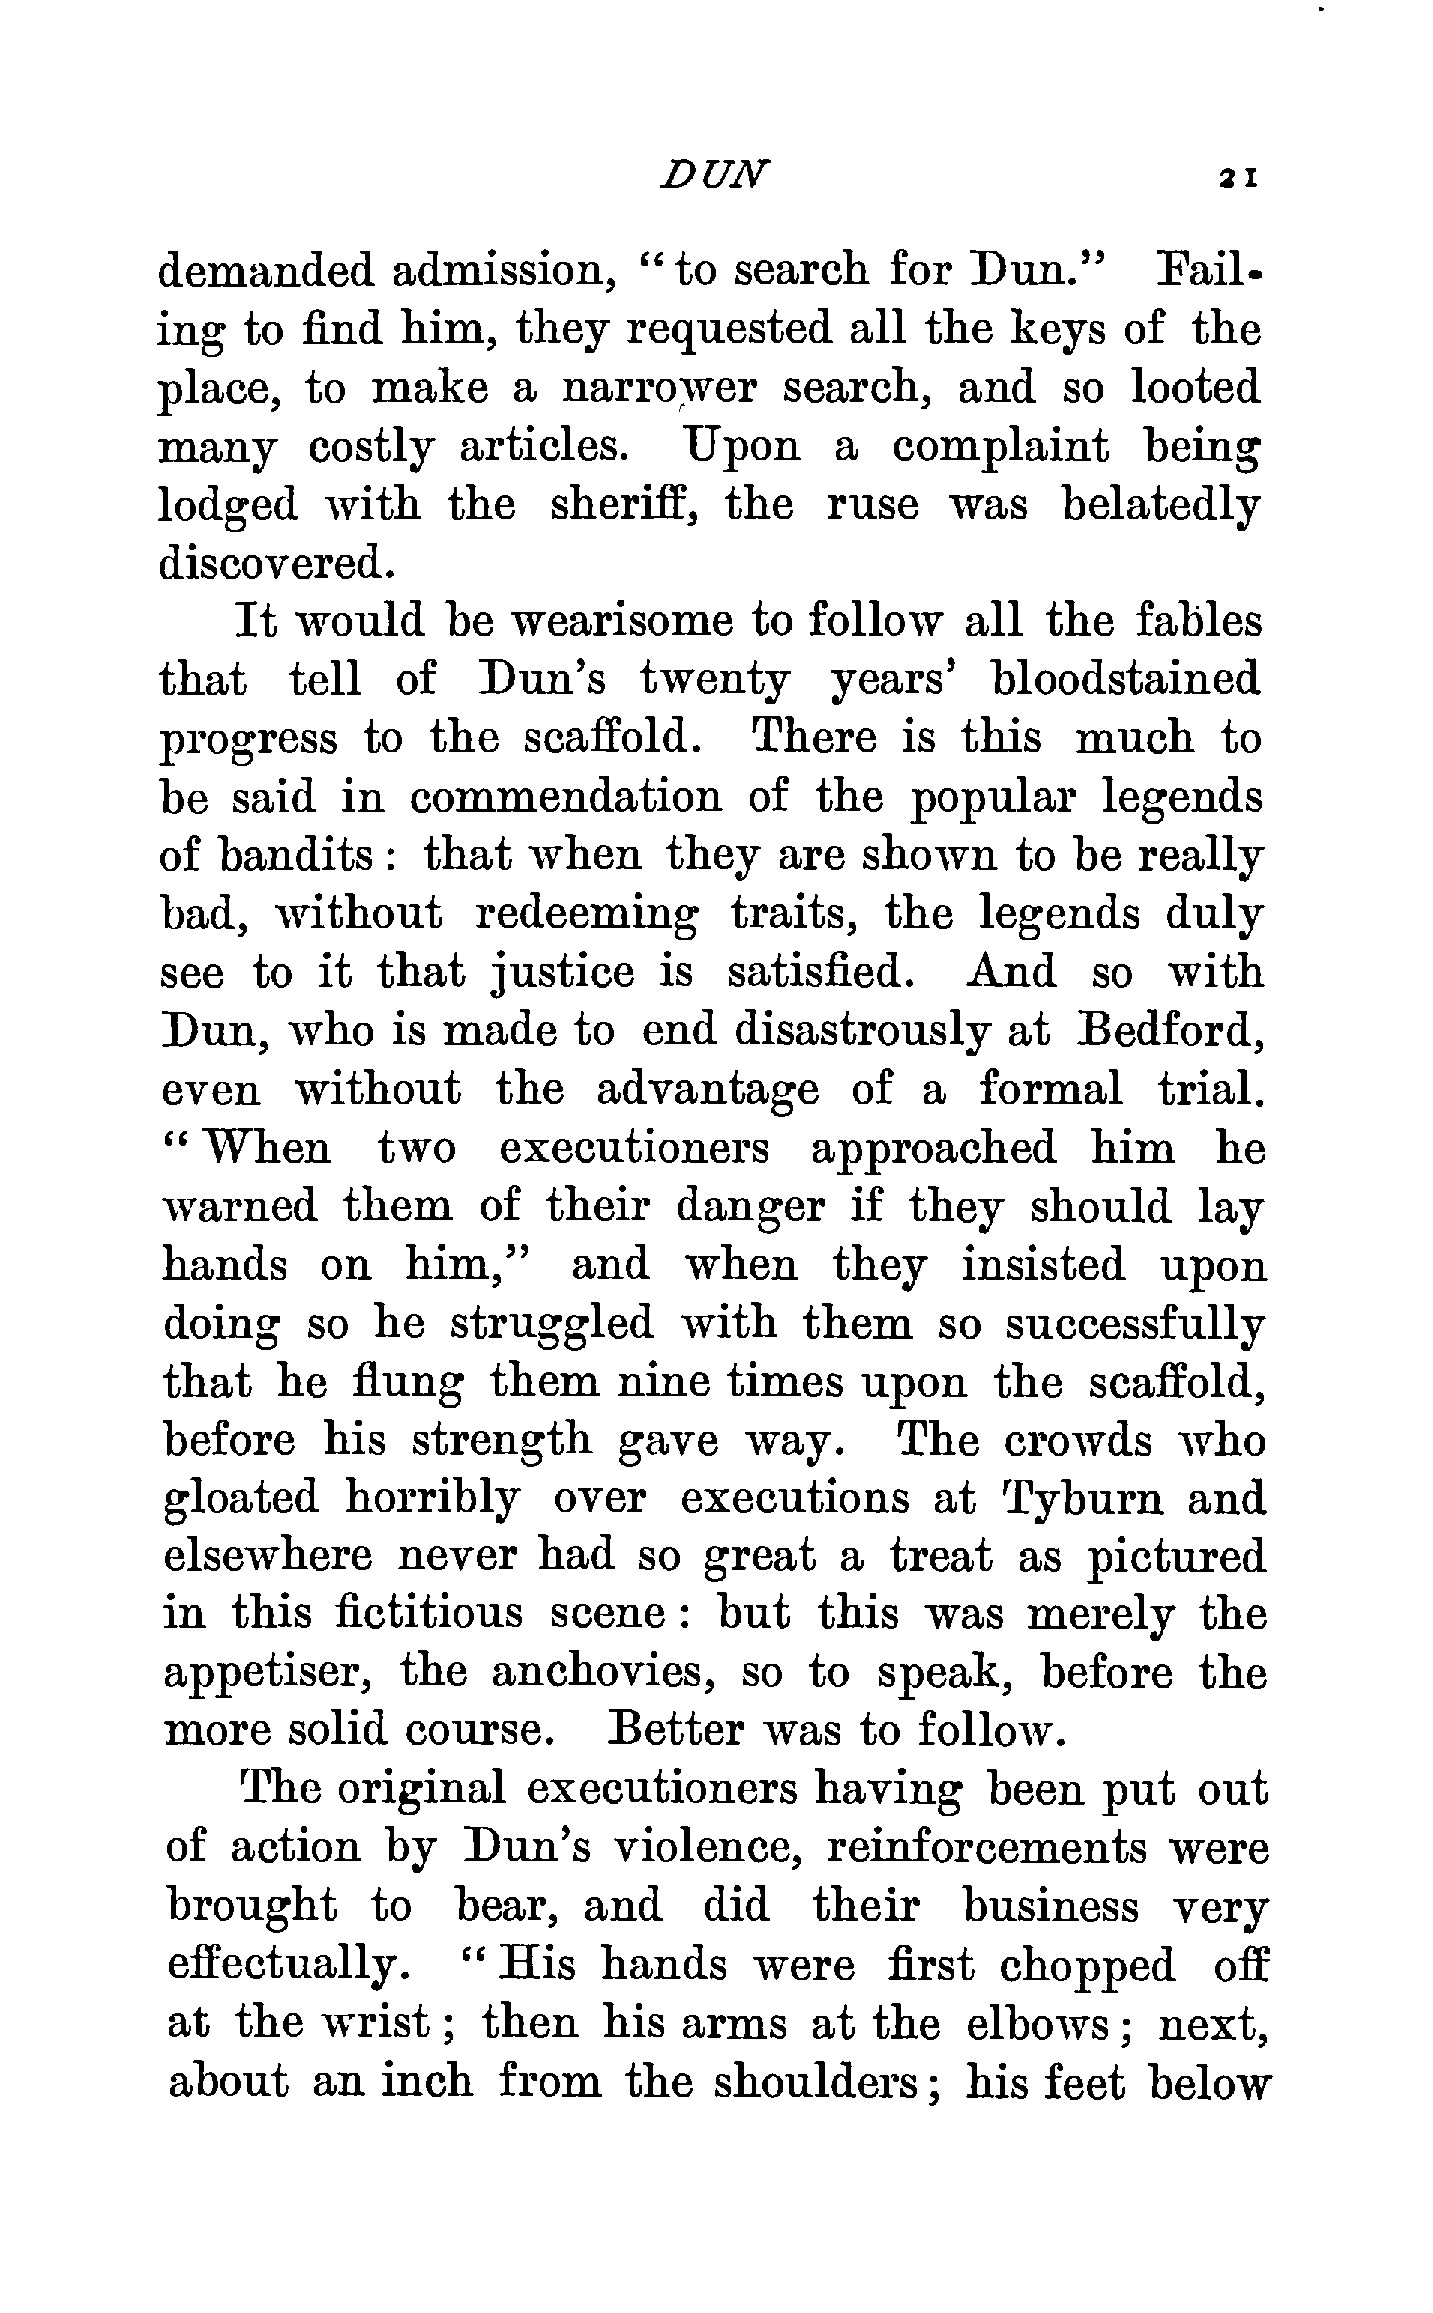 DUN 21
demanded admission, “ to search for Dun.” Fail-
ing to find him, they requested all the keys of the
place, to make a narrower search, and so looted
many costly articles. Upon a complaint being
lodged with the sheriff, the ruse was belatedly
discovered.
It would be wearisome to follow all the fables
that tell of Dun’s twenty years’ bloodstained
progress to the scaffold. There is this much to
be said in commendation of the popular legends
of bandits : that when they are shown to be really
bad, without redeeming traits, the legends duly
see to it that justice is satisfied. And so with
Dun, who is made to end disastrously at Bedford,
even without the advantage of a formal trial.
“ When two executioners approached him he
warned them of their danger if they should lay
hands on him,” and when they insisted upon
doing so he struggled with them so successfully
that he flung them nine times upon the scaffold,
before his strength gave way. The crowds who
gloated horribly over executions at Tyburn and
elsewhere never had so great a treat as pictured
in this fictitious scene : but this was merely the
appetiser, the anchovies, so to speak, before the
more solid course. Better was to follow.
The original executioners having been put out
of action by Dun’s violence, reinforcements were
brought to bear, and did their business very
effectually. “ His hands were first chopped off
at the wrist ; then his arms at the elbows ; next,
about an inch from the shoulders ; his feet below